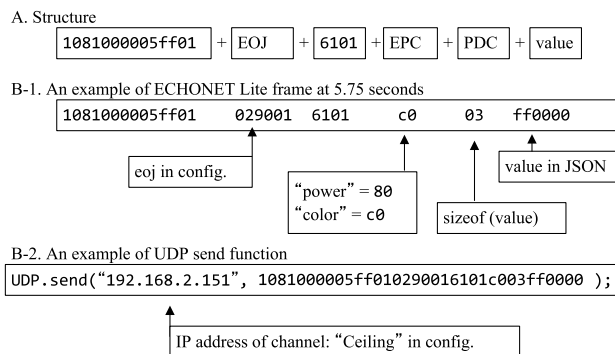 A. Structure
1081000005ff01 + EOJ + 6101 + EPC + PDC + value
B-1. An example of ECHONET Lite frame at 5.75 seconds
1081000005ff01 029001 6101 c0 03 ff0000
eoj in config.
value in JSON
“power” = 80
“color” = c0
sizeof (value)
B-2. An example of UDP send function
UDP.send(“192.168.2.151”, 1081000005ff010290016101c003ff0000 );
IP address of channel: “Ceiling” in config.